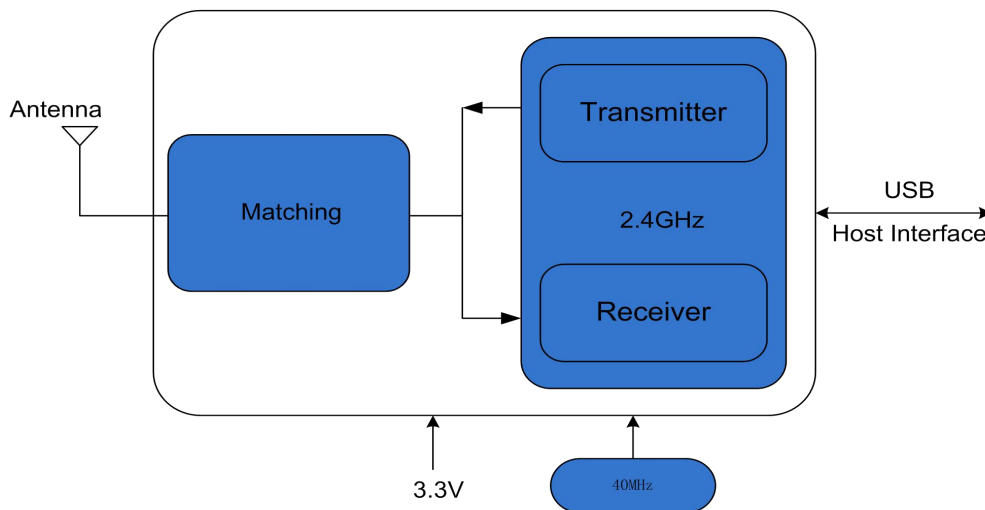 Antenna
Matching
Transmitter
2.4GHz
Receiver
USB
Host Interface
3.3V
40MHz